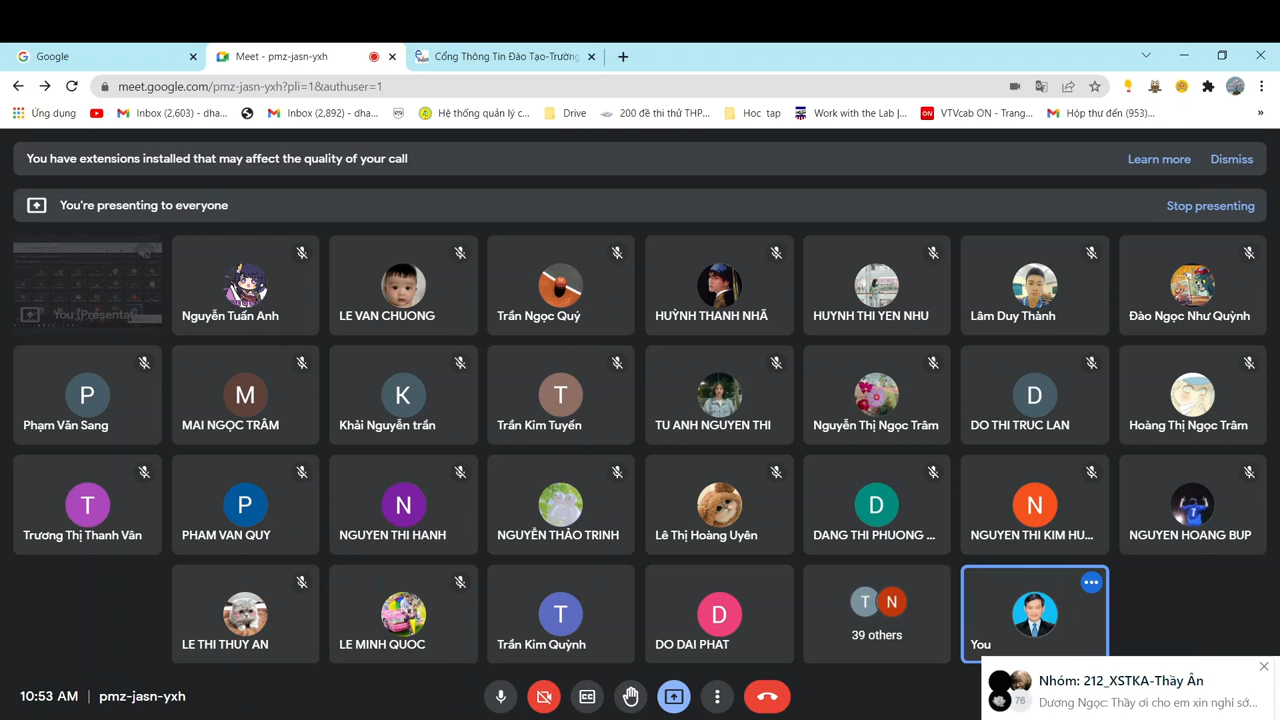 Google
Meet - pmz-jasn-yxh
Cổng Thông Tin Đào Tạo-Trường
meet.google.com/pmz-jasn-yxh?pli=1&authuser=1
Ứng dụng
Inbox (2,603) - dha...
Inbox (2,892) - dha...
Hệ thống quản lý c...
Drive
200 đề thi thử THP...
Hoc tap
Work with the Lab |...
VTVcab ON - Trang...
Hộp thư đến (953)...
»
You have extensions installed that may affect the quality of your call
Learn more
Dismiss
You're presenting to everyone
Stop presenting
You (Presentat
Nguyễn Tuấn Anh
LE VAN CHUONG
Trần Ngọc Quý
HUỲNH THANH NHÃ
HUYNH THI YEN NHU
Lâm Duy Thành
Đào Ngọc Như Quỳnh
P
M
K
T
D
Phạm Văn Sang
MAI NGỌC TRÂM
Khải Nguyễn trần
Trần Kim Tuyến
TU ANH NGUYEN THI
Nguyễn Thị Ngọc Trâm
DO THI TRUC LAN
Hoàng Thị Ngọc Trâm
T
P
N
D
N
Trương Thị Thanh Vân
PHAM VAN QUY
NGUYEN THI HANH
NGUYỄN THẢO TRINH
Lê Thị Hoàng Uyên
DANG THI PHUONG ...
NGUYEN THI KIM HU...
NGUYEN HOANG BUP
T
D
T
N
39 others
LE THI THUY AN
LE MINH QUOC
Trần Kim Quỳnh
DO DAI PHAT
You
10:53 AM | pmz-jasn-yxh
76
Nhóm: 212_XSTKA-Thầy Ân
Dương Ngọc: Thầy ơi cho em xin nghỉ sớ...